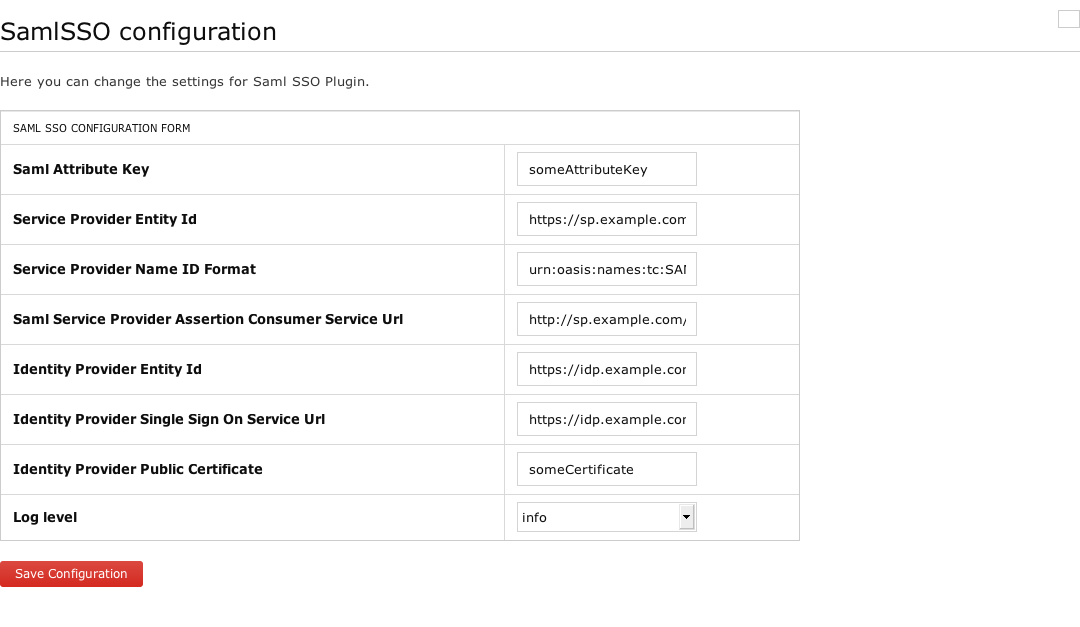 SamlSSO configuration
Here you can change the settings for Saml SSO Plugin.
SAML SSO CONFIGURATION FORM
Saml Attribute Key someAttributeKey
Service Provider Entity Id https://sp.example.com
Service Provider Name ID Format urn:oasis:names:tc:SAM
Saml Service Provider Assertion Consumer Service Url http://sp.example.com/
Identity Provider Entity Id https://idp.example.com
Identity Provider Single Sign On Service Url https://idp.example.com
Identity Provider Public Certificate someCertificate
Log level info
Save Configuration